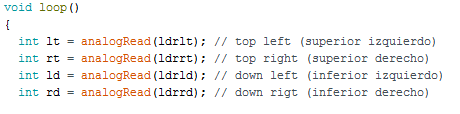 void loop()
{
int lt = analogRead(ldrlt); // top left (superior izquierdo)
int rt = analogRead(ldrrt); // top right (superior derecho)
int ld = analogRead(ldrld); // down left (inferior izquierdo)
int rd = analogRead(ldrrd); // down rigt (inferior derecho)